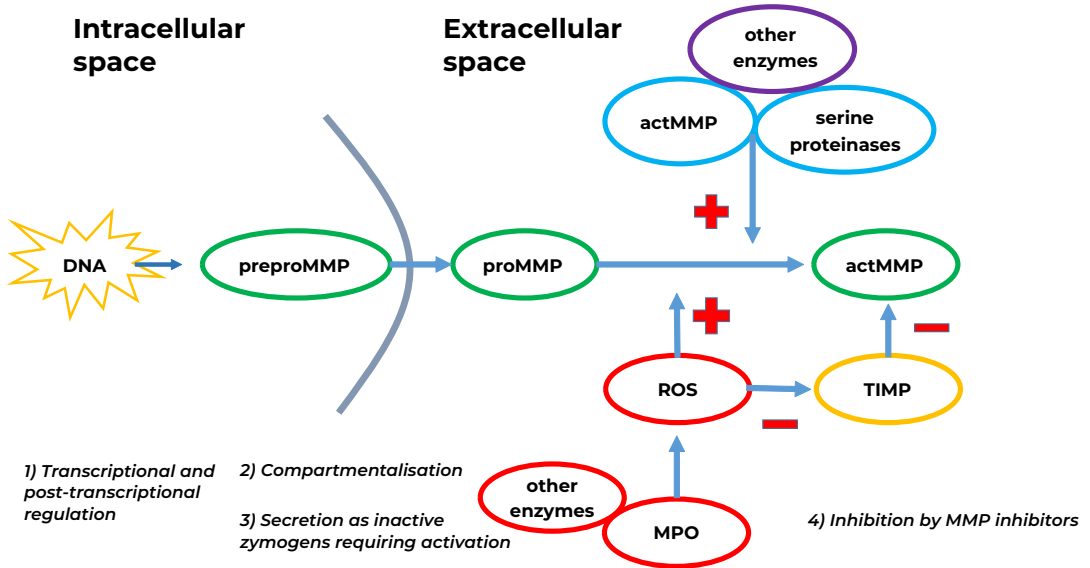 Intracellular
space
Extracellular
space
other
enzymes
actMMP
serine
proteinases
DNA
preproMMP
proMMP
actMMP
ROS
TIMP
1) Transcriptional and
post-transcriptional
regulation
2) Compartmentalisation
3) Secretion as inactive
zymogens requiring activation
other
enzymes
MPO
4) Inhibition by MMP inhibitors